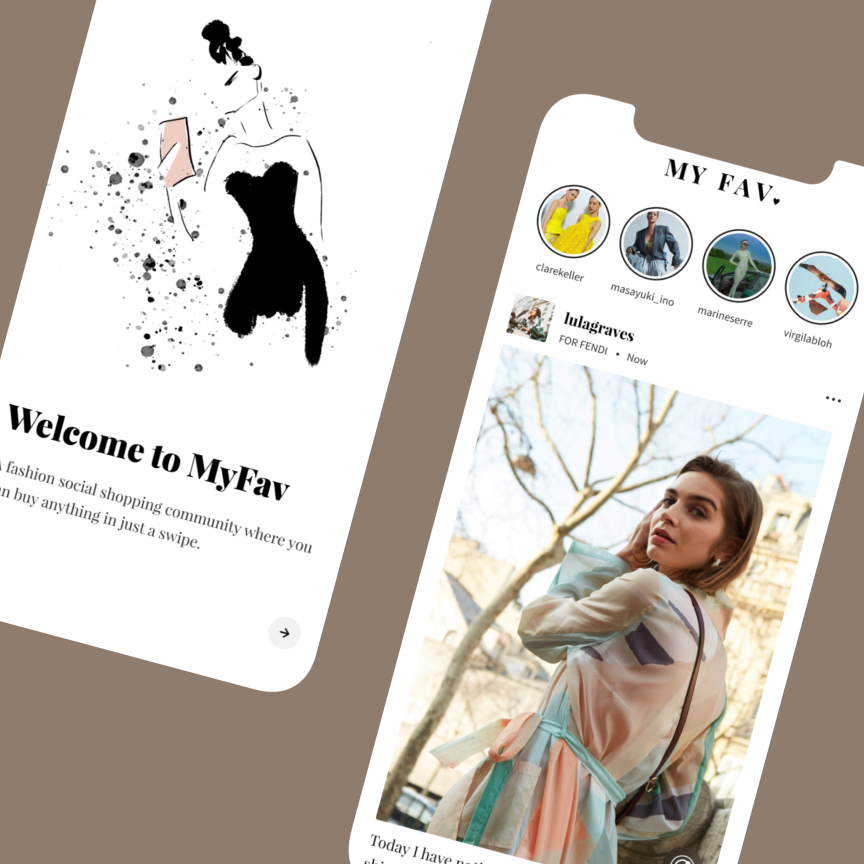 Welcome to MyFav
A fashion social shopping community where you
buy anything in just a swipe.
MY FAV
clarekeller
masayuki_ino
marineserre
virgilabloh
lulagraves
FOR FENDI • Now
Today I have